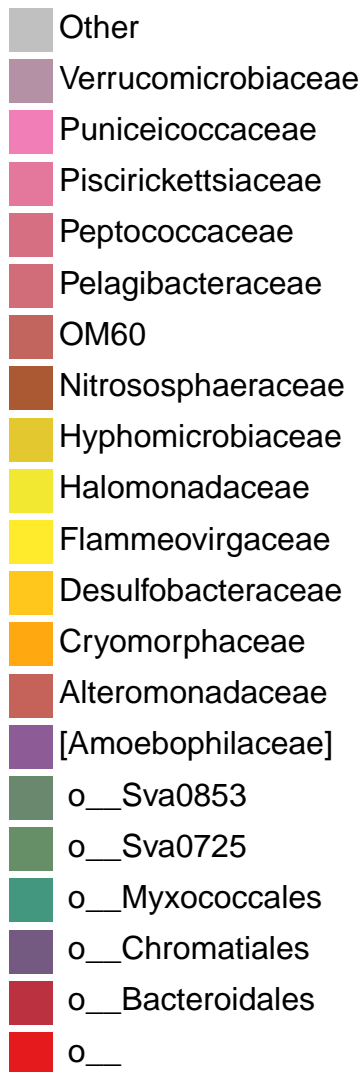 Other
Verrucomicrobiaceae
Puniceicoccaceae
Piscirickettsiaceae
Peptococcaceae
Pelagibacteraceae
OM60
Nitrososphaeraceae
Hyphomicrobiaceae
Halomonadaceae
Flammeovirgaceae
Desulfobacteraceae
Cryomorphaceae
Alteromonadaceae
[Amoebophilaceae]
o__Sva0853
o__Sva0725
o__Myxococcales
o__Chromatiales
o__Bacteroidales
o__